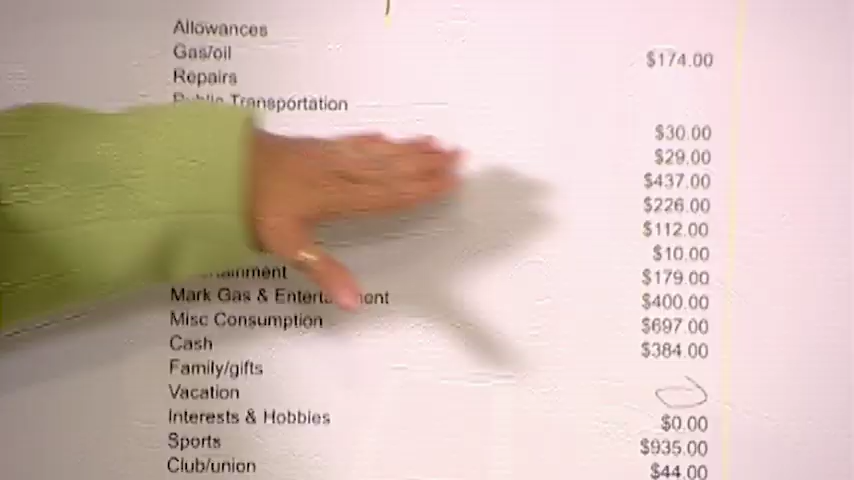 Allowances
Gas/oil $174.00
Repairs
Public Transportation
$30.00
$29.00
$437.00
$226.00
$112.00
$10.00
$179.00
Mark Gas & Entertainment $400.00
Misc Consumption $697.00
Cash $384.00
Family/gifts
Vacation
Interests & Hobbies $0.00
Sports $935.00
Club/union $44.00